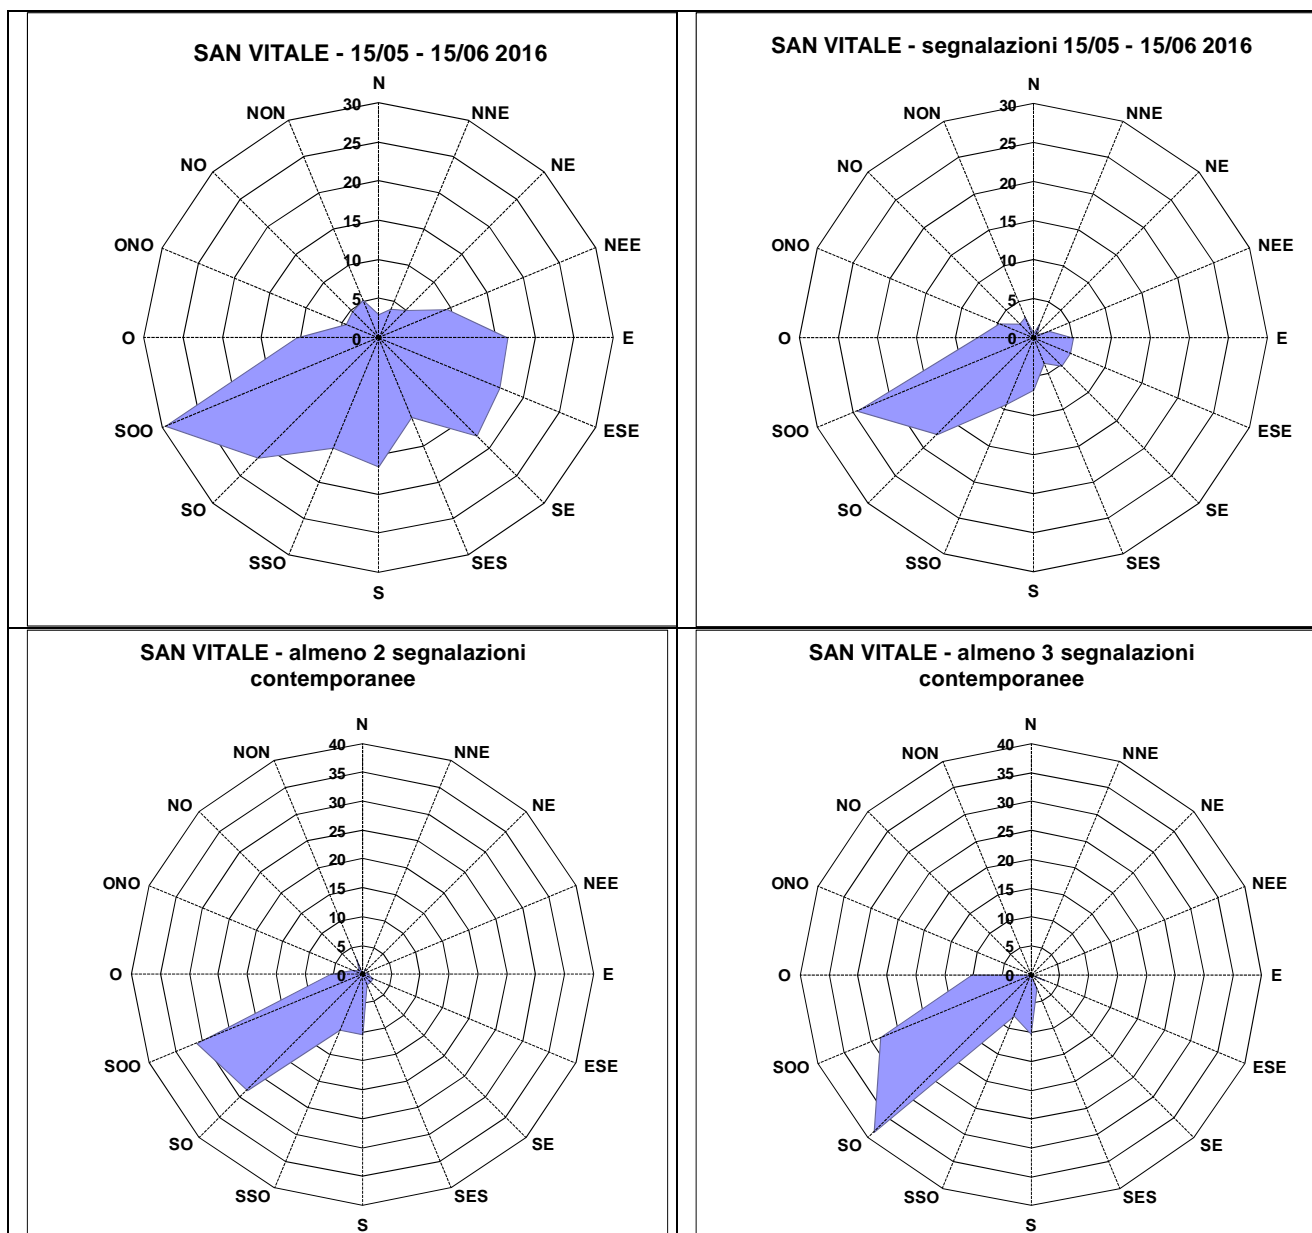 SAN VITALE - 15/05 - 15/06 2016
N
NNE
NE
NEE
E
ESE
SE
SES
S
SSO
SO
SOO
O
ONO
NO
NON
30
25
20
15
10
5
0
SAN VITALE - segnalazioni 15/05 - 15/06 2016
N
NNE
NE
NEE
E
ESE
SE
SES
S
SSO
SO
SOO
O
ONO
NO
NON
30
25
20
15
10
5
0
SAN VITALE - almeno 2 segnalazioni
contemporanee
N
NNE
NE
NEE
E
ESE
SE
SES
S
SSO
SO
SOO
O
ONO
NO
NON
40
35
30
25
20
15
10
5
0
SAN VITALE - almeno 3 segnalazioni
contemporanee
N
NNE
NE
NEE
E
ESE
SE
SES
S
SSO
SO
SOO
O
ONO
NO
NON
40
35
30
25
20
15
10
5
0